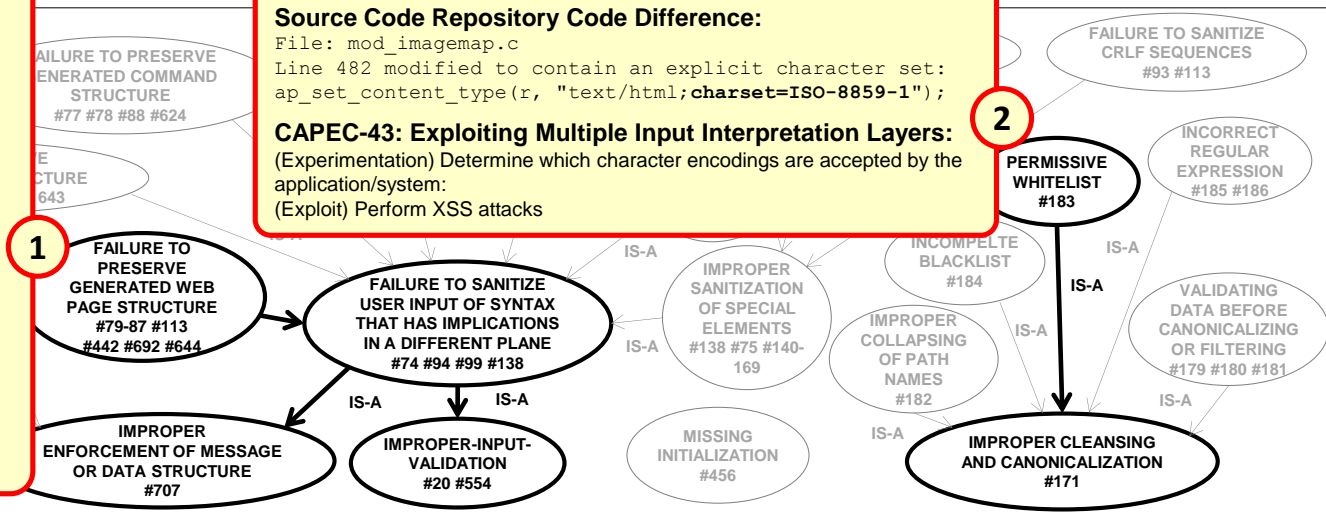 Source Code Repository Code Difference:
File: mod_imagemap.c
Line 482 modified to contain an explicit character set:
ap_set_content_type(r, "text/html;charset=ISO-8859-1");
CAPEC-43: Exploiting Multiple Input Interpretation Layers:
(Experimentation) Determine which character encodings are accepted by the
application/system:
(Exploit) Perform XSS attacks
2
1
AILURE TO PRESERVE
ENERATED COMMAND
STRUCTURE
#77 #78 #88 #624
VE
CTURE
643
FAILURE TO SANITIZE
CRLF SEQUENCES
#93 #113
INCORRECT
REGULAR
EXPRESSION
#185 #186
PERMISSIVE
WHITELIST
#183
FAILURE TO
PRESERVE
GENERATED WEB
PAGE STRUCTURE
#79-87 #113
#442 #692 #644
IS-A
FAILURE TO SANITIZE
USER INPUT OF SYNTAX
THAT HAS IMPLICATIONS
IN A DIFFERENT PLANE
#74 #94 #99 #138
IS-A
IS-A
IMPROPER
SANITIZATION
OF SPECIAL
ELEMENTS
#138 #75 #140-
169
INCOMPELTE
BLACKLIST
#184
IS-A
IS-A
IS-A
IMPROPER
COLLAPSING
OF PATH
NAMES
#182
VALIDATING
DATA BEFORE
CANONICALIZING
OR FILTERING
#179 #180 #181
IS-A
IS-A
IS-A
IS-A
IMPROPER
ENFORCEMENT OF MESSAGE
OR DATA STRUCTURE
#707
IMPROPER-INPUT-
VALIDATION
#20 #554
MISSING
INITIALIZATION
#456
IS-A
IMPROPER CLEANSING
AND CANONICALIZATION
#171